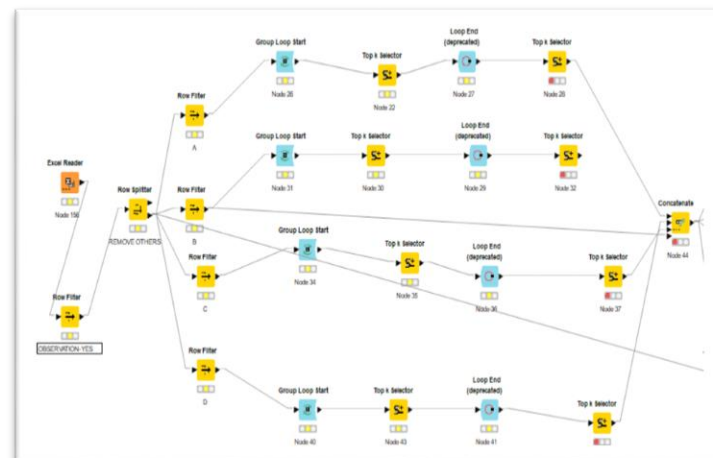 Group Loop Start
Node 26
Top k Selector
Node 22
Loop End
(deprecated)
Node 27
Top k Selector
Node 28
Row Filter
A
Group Loop Start
Node 31
Top k Selector
Node 30
Loop End
(deprecated)
Node 29
Top k Selector
Node 32
Excel Reader
Node 156
Row Splitter
REMOVE OTHERS
Row Filter
B
Concatenate
Node 44
Row Filter
C
Group Loop Start
Node 34
Top k Selector
Node 35
Loop End
(deprecated)
Node 36
Top k Selector
Node 37
Row Filter
OBSERVATION-YES
Row Filter
D
Group Loop Start
Node 40
Top k Selector
Node 43
Loop End
(deprecated)
Node 41
Top k Selector